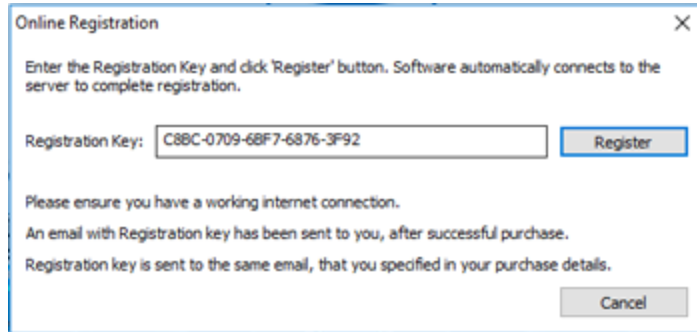 Online Registration
Enter the Registration Key and click 'Register' button. Software automatically connects to the
server to complete registration.
Registration Key: C8BC-0709-6BF7-6876-3F92 Register
Please ensure you have a working internet connection.
An email with Registration key has been sent to you, after successful purchase.
Registration key is sent to the same email, that you specified in your purchase details.
Cancel